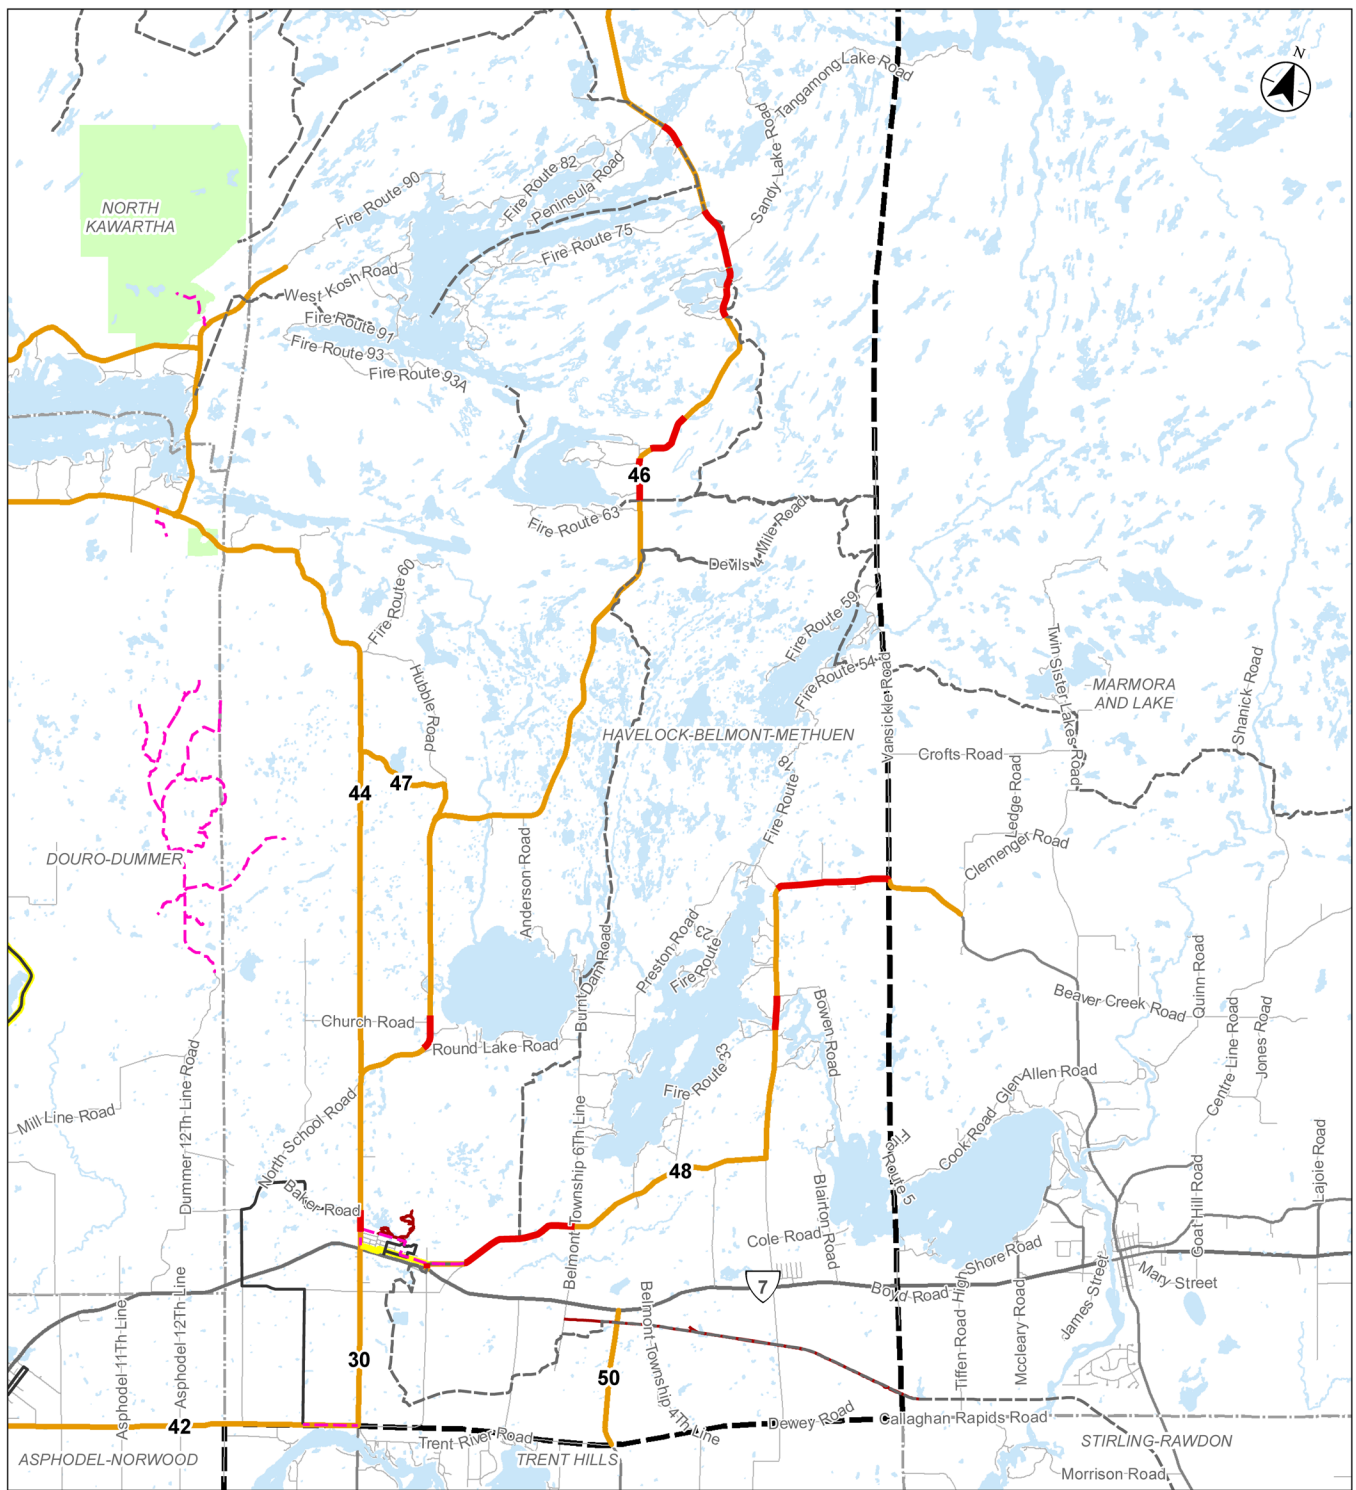 N
Tangamong Lake Road
Sandy Lake Road
Fire Route 82
Peninsula Road
Fire Route 90
NORTH
KAWARTHA
Fire Route 75
West Kosh Road
Fire Route 91
Fire Route 93
Fire Route 93A
46
Fire Route 63
4 Mile Road
Devils
Fire Route 60
Fire Route 59
Fire Route 54
Hubble Road
Vansickle Road
Twin Sister Lakes Road
MARMORA
AND LAKE
Shanick Road
HAVELOCK-BELMONT-METHUEN
Crofts Road
47
44
Fire Route 18
Ledge Road
Clemenger Road
DOURO-DUMMER
Anderson Road
Preston Road
Fire Route 23
Burnt Dam Road
Quinn Road
Beaver Creek Road
Bowen Road
Church Road
Round Lake Road
Centre Line Road
Jones Road
Fire Route 33
Allen Road
Mill Line Road
Dummer 12Th Line Road
North School Road
Belmont Township 6Th Line
Cook Road
Glen
Fire Route 5
Lajoie Road
48
Baker Road
Goat Hill Road
Blairton Road
Cole Road
High Shore Road
Mary Street
7
Boyd Road
James Street
Asphodel 11Th Line
Asphodel 12Th Line
Belmont Township 4Th Line
Tiffen Road
Mccleary Road
30
50
42
Dewey Road
Callaghan Rapids Road
Trent River Road
ASPHODEL-NORWOOD
TRENT HILLS
STIRLING-RAWDON
Morrison Road